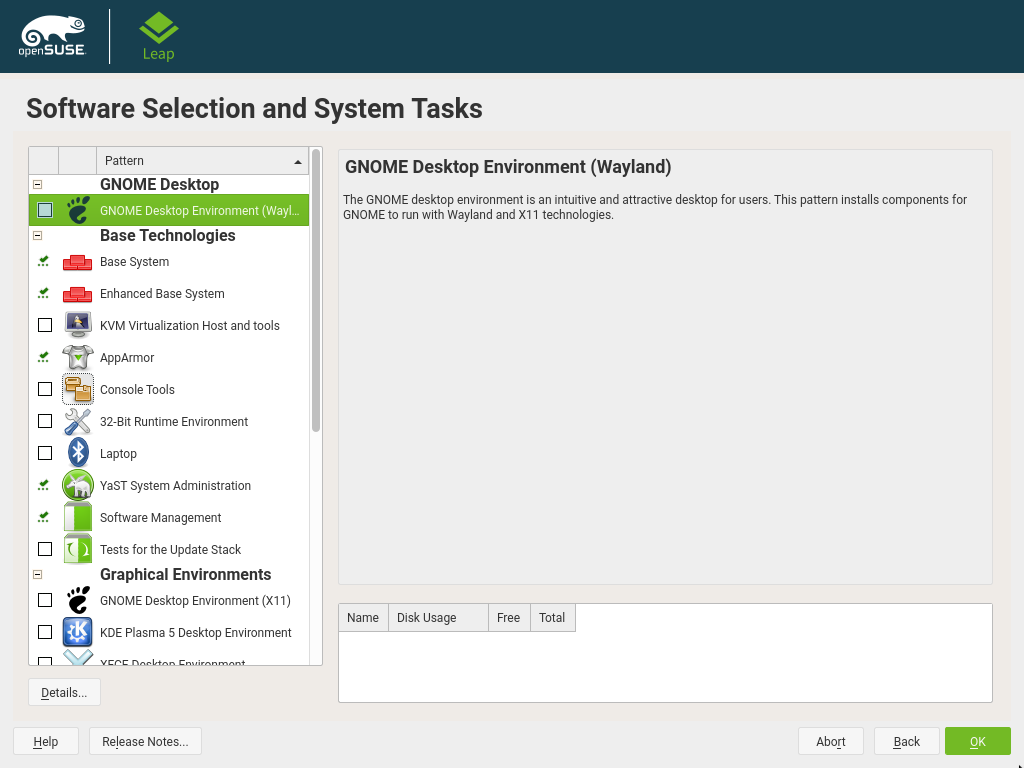 openSUSE
Leap
Software Selection and System Tasks
Pattern
GNOME Desktop
GNOME Desktop Environment (Wayl...
Base Technologies
Base System
Enhanced Base System
KVM Virtualization Host and tools
AppArmor
Console Tools
32-Bit Runtime Environment
Laptop
YaST System Administration
Software Management
Tests for the Update Stack
Graphical Environments
GNOME Desktop Environment (X11)
KDE Plasma 5 Desktop Environment
XFCE Desktop Environment
Details...
GNOME Desktop Environment (Wayland)
The GNOME desktop environment is an intuitive and attractive desktop for users. This pattern installs components for
GNOME to run with Wayland and X11 technologies.
Name Disk Usage Free Total
Help Release Notes... Abort Back OK